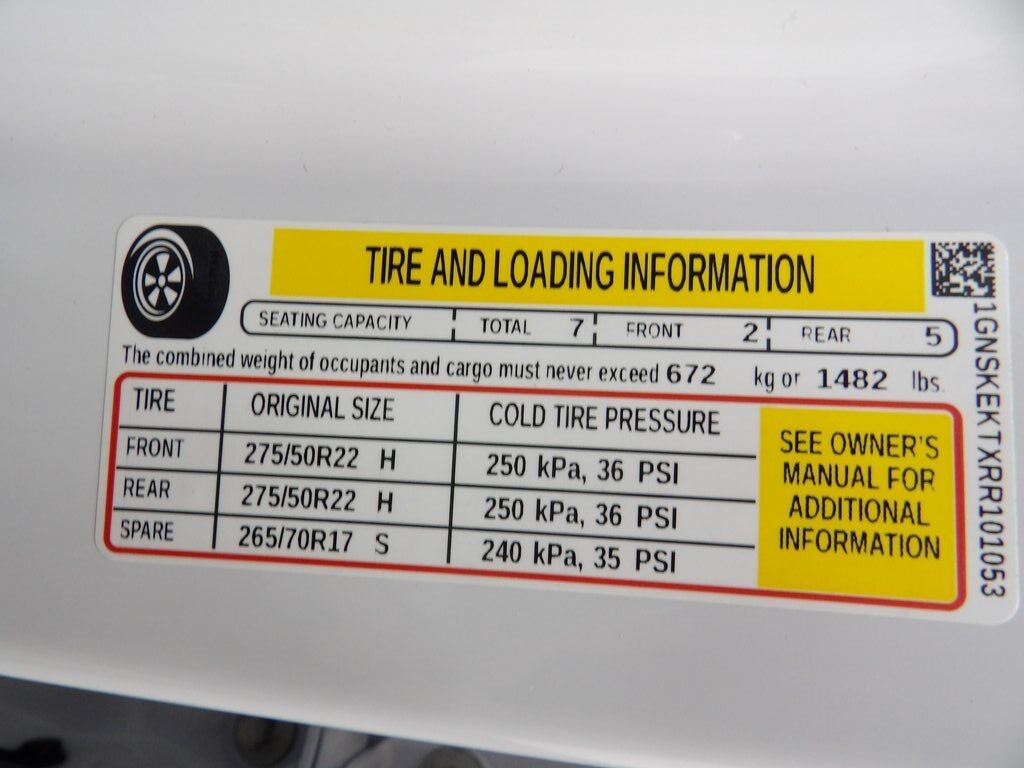 TIRE AND LOADING INFORMATION
SEATING CAPACITY TOTAL 7 FRONT 2 REAR 5
The combined weight of occupants and cargo must never exceed 672 kg or 1482 lbs.
TIRE ORIGINAL SIZE COLD TIRE PRESSURE
FRONT 275/50R22 H 250 kPa, 36 PSI
REAR 275/50R22 H 250 kPa, 36 PSI
SPARE 265/70R17 S 240 kPa, 35 PSI
SEE OWNER'S
MANUAL FOR
ADDITIONAL
INFORMATION
1GNSKEKTXRR101053